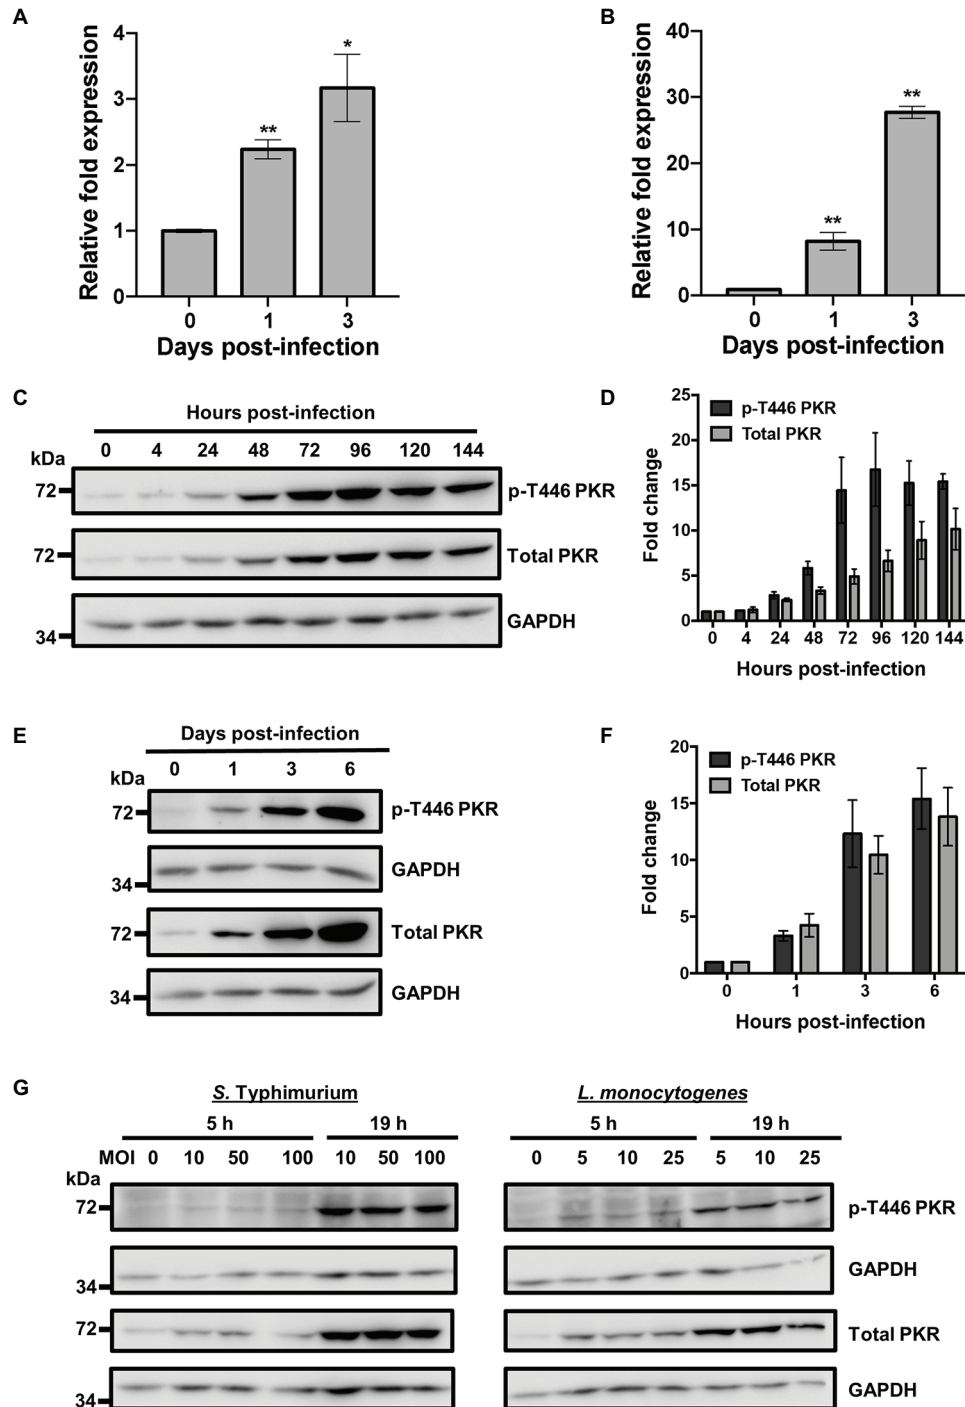 A
Relative fold expression
4
3
2
1
0
**
*
0 1 3
Days post-infection
B
Relative fold expression
40
30
20
10
0
**
**
0 1 3
Days post-infection
C
Hours post-infection
0 4 24 48 72 96 120 144
kDa
72
p-T446 PKR
72
Total PKR
34
GAPDH
D
Fold change
25
20
15
10
5
0
p-T446 PKR
Total PKR
0 4 24 48 72 96 120 144
Hours post-infection
E
Days post-infection
0 1 3 6
kDa
72
p-T446 PKR
34
GAPDH
72
Total PKR
34
GAPDH
F
Fold change
20
15
10
5
0
p-T446 PKR
Total PKR
0 1 3 6
Hours post-infection
G
S. Typhimurium
L. monocytogenes
5 h 19 h 5 h 19 h
MOI 0 10 50 100 10 50 100 0 5 10 25 5 10 25
kDa
72
p-T446 PKR
34
GAPDH
72
Total PKR
34
GAPDH